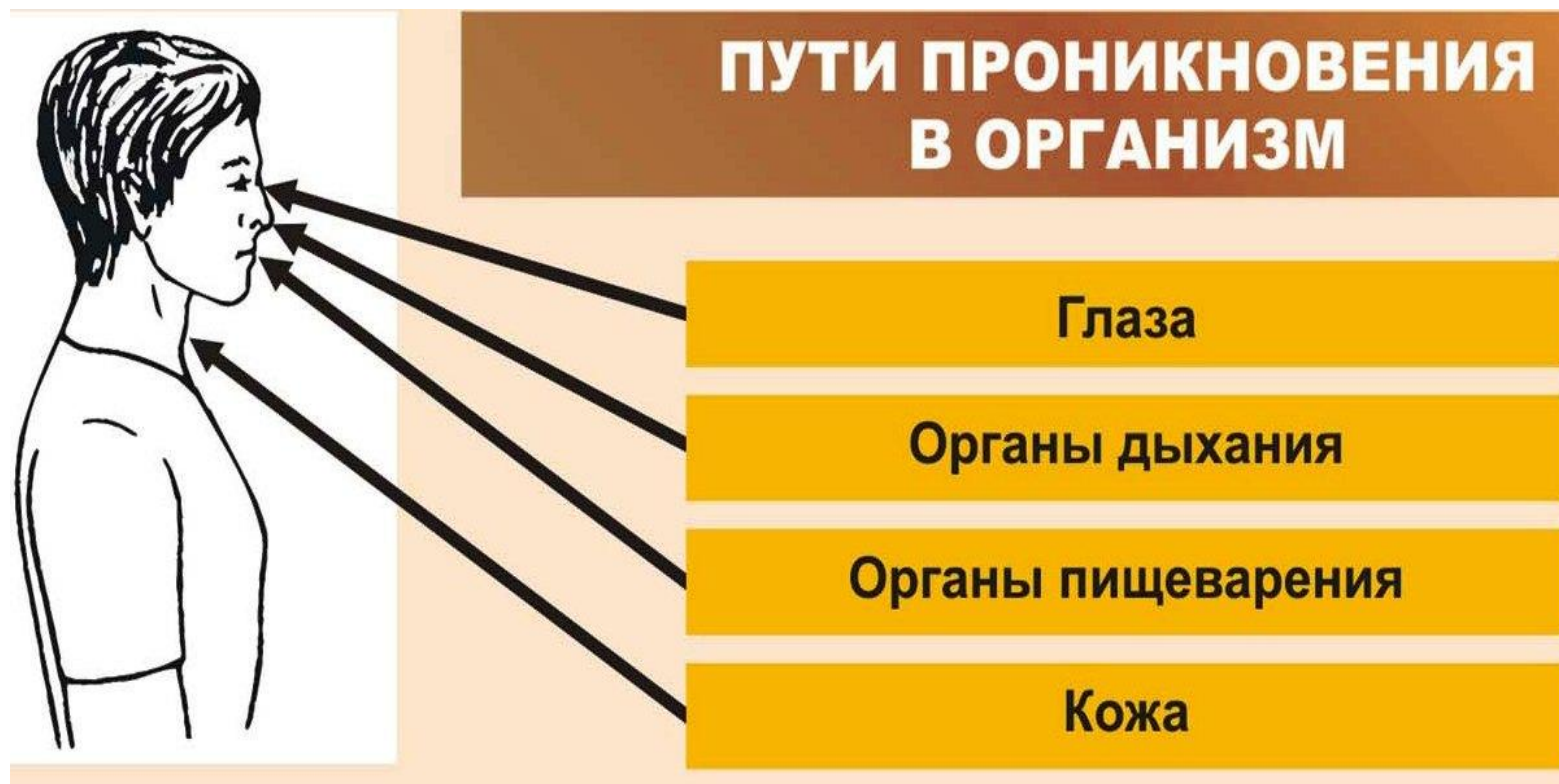 ПУТИ ПРОНИКНОВЕНИЯ
В ОРГАНИЗМ
Глаза
Органы дыхания
Органы пищеварения
Кожа